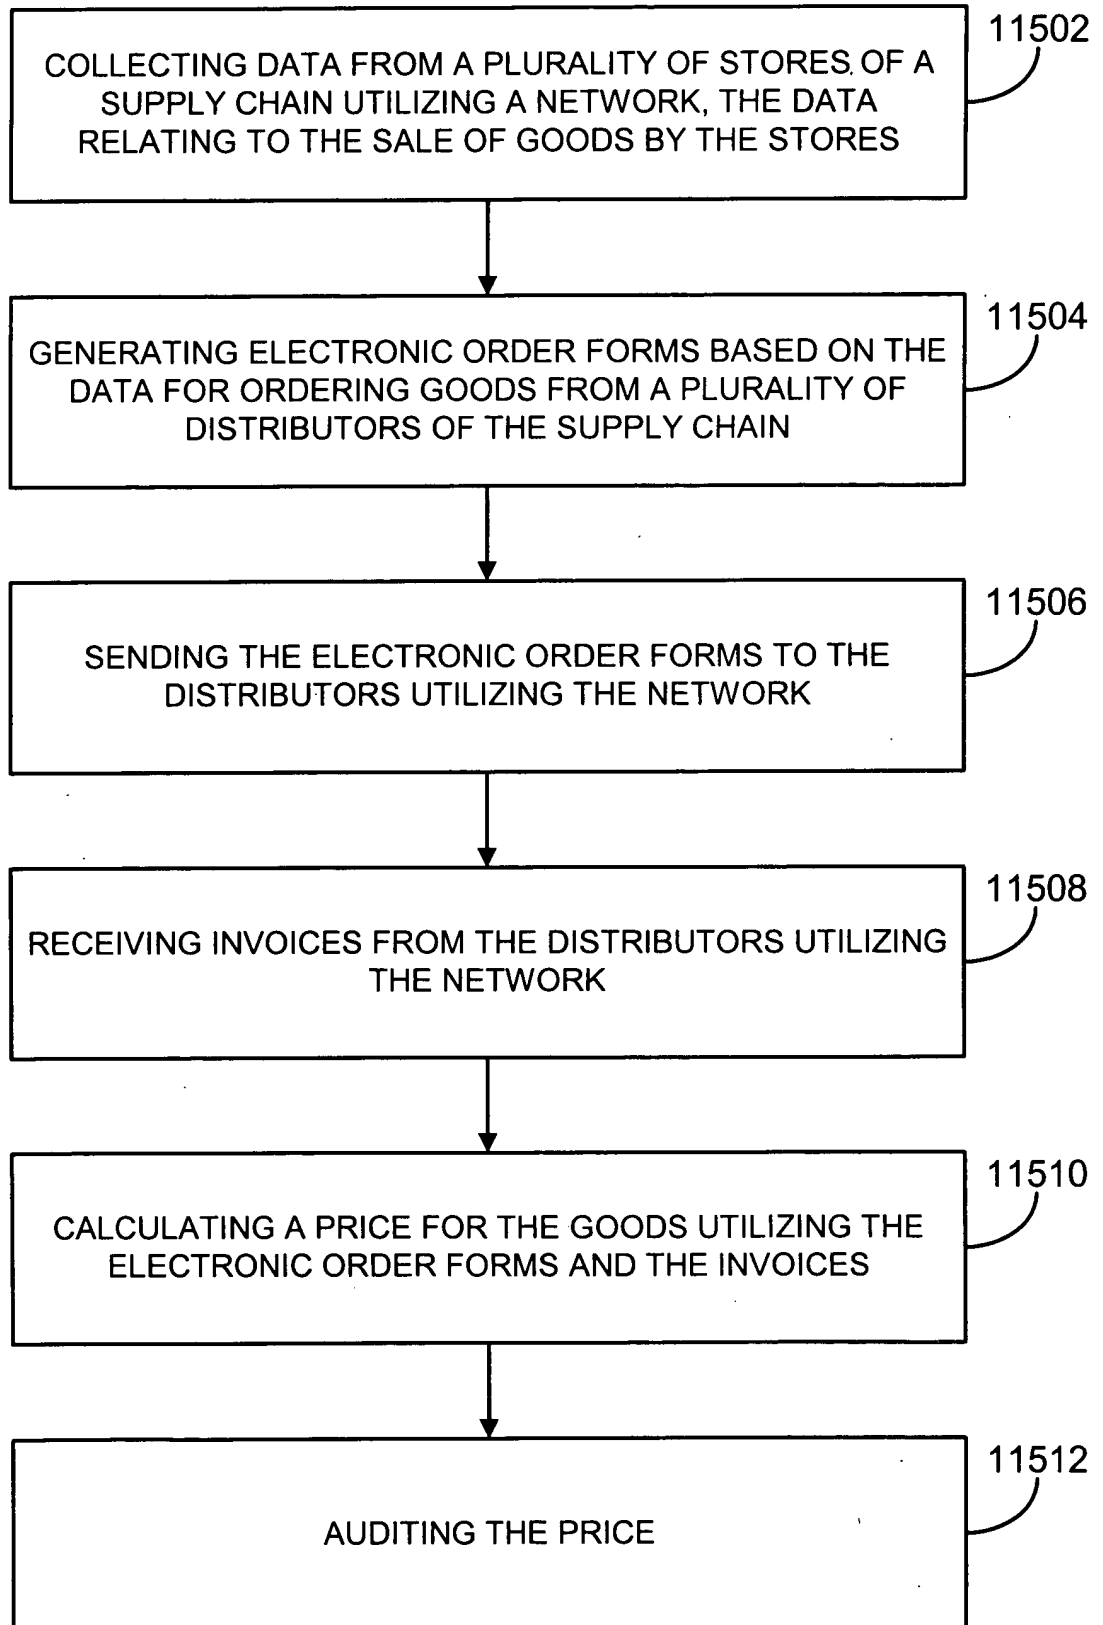 11502
COLLECTING DATA FROM A PLURALITY OF STORES OF A
SUPPLY CHAIN UTILIZING A NETWORK, THE DATA
RELATING TO THE SALE OF GOODS BY THE STORES
11504
GENERATING ELECTRONIC ORDER FORMS BASED ON THE
DATA FOR ORDERING GOODS FROM A PLURALITY OF
DISTRIBUTORS OF THE SUPPLY CHAIN
11506
SENDING THE ELECTRONIC ORDER FORMS TO THE
DISTRIBUTORS UTILIZING THE NETWORK
11508
RECEIVING INVOICES FROM THE DISTRIBUTORS UTILIZING
THE NETWORK
11510
CALCULATING A PRICE FOR THE GOODS UTILIZING THE
ELECTRONIC ORDER FORMS AND THE INVOICES
11512
AUDITING THE PRICE